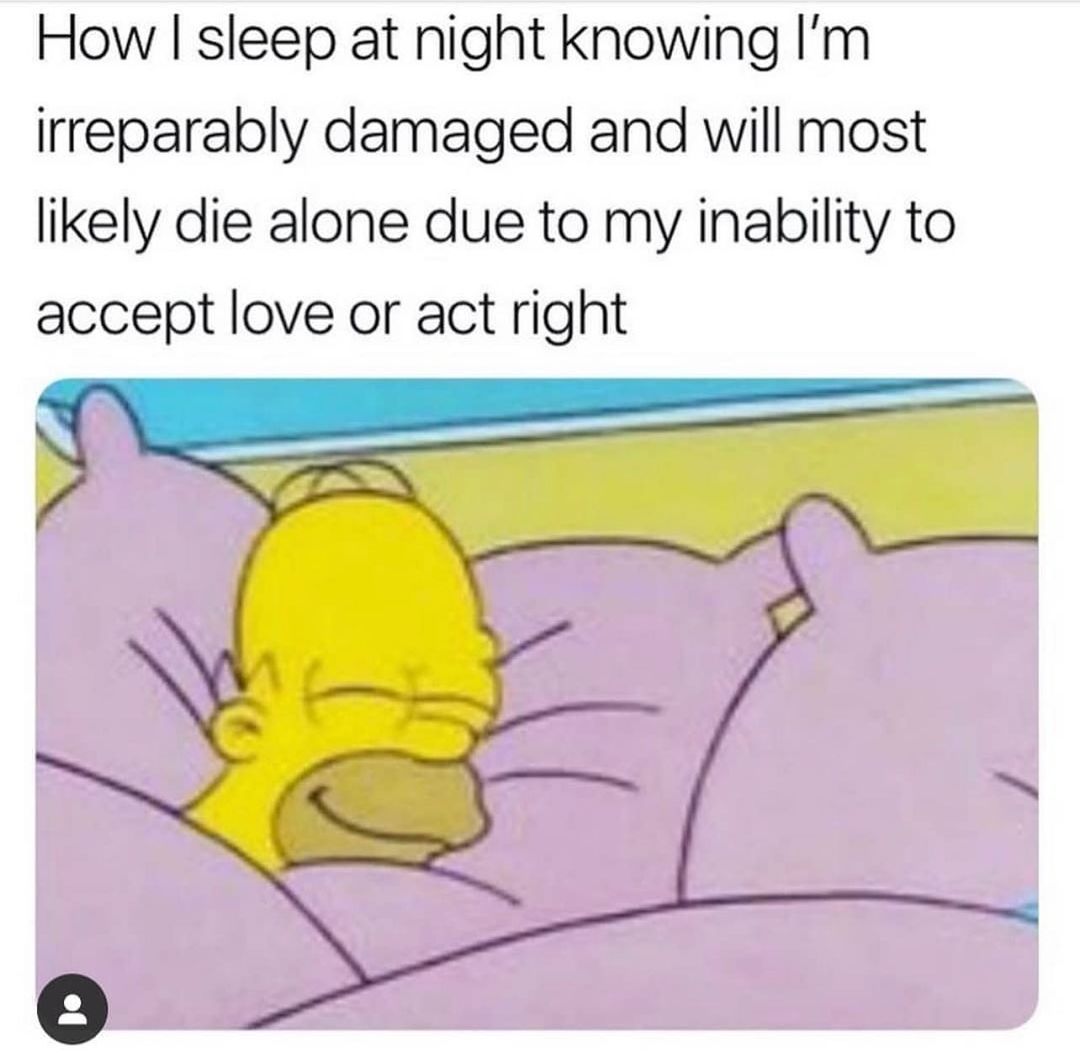 How I sleep at night knowing I'm
irreparably damaged and will most
likely die alone due to my inability to
accept love or act right